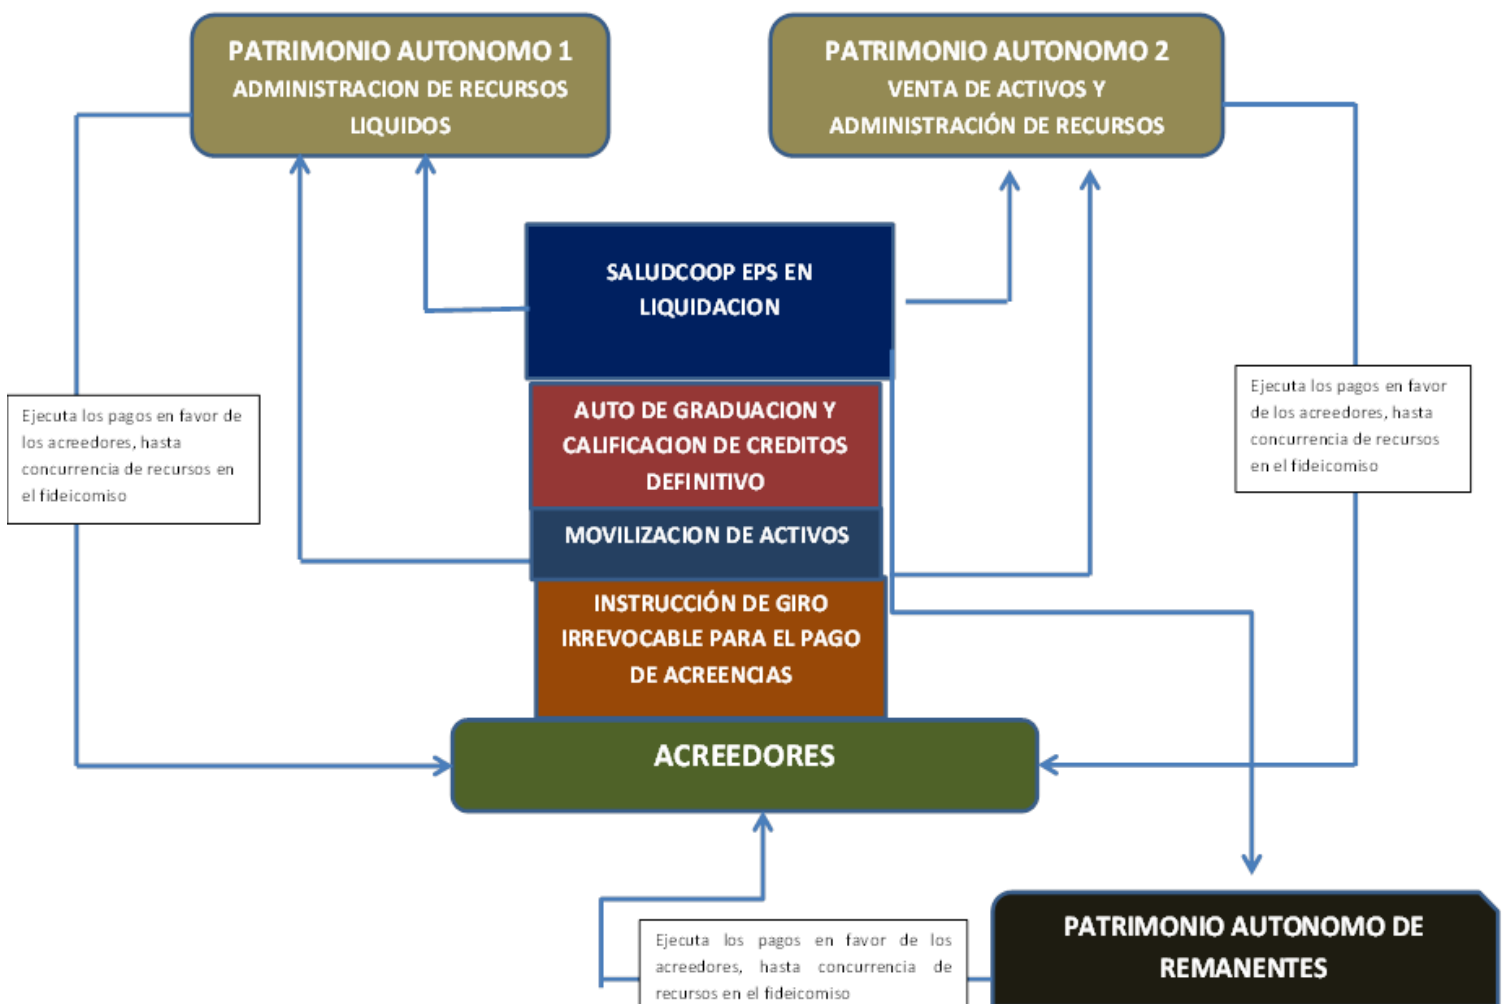 PATRIMONIO AUTONOMO 1
ADMINISTRACION DE RECURSOS
LIQUIDOS
PATRIMONIO AUTONOMO 2
VENTA DE ACTIVOS Y
ADMINISTRACIÓN DE RECURSOS
SALUDCOOP EPS EN
LIQUIDACION
Ejecuta los pagos en favor de
los acreedores, hasta
concurrencia de recursos en
el fideicomiso
AUTO DE GRADUACION Y
CALIFICACION DE CREDITOS
DEFINITIVO
Ejecuta los pagos en favor
de los acreedores, hasta
concurrencia de recursos
en el fideicomiso
MOVILIZACION DE ACTIVOS
INSTRUCCIÓN DE GIRO
IRREVOCABLE PARA EL PAGO
DE ACREENCIAS
ACREEDORES
Ejecuta los pagos en favor de los
acreedores, hasta concurrencia de
recursos en el fideicomiso
PATRIMONIO AUTONOMO DE
REMANENTES